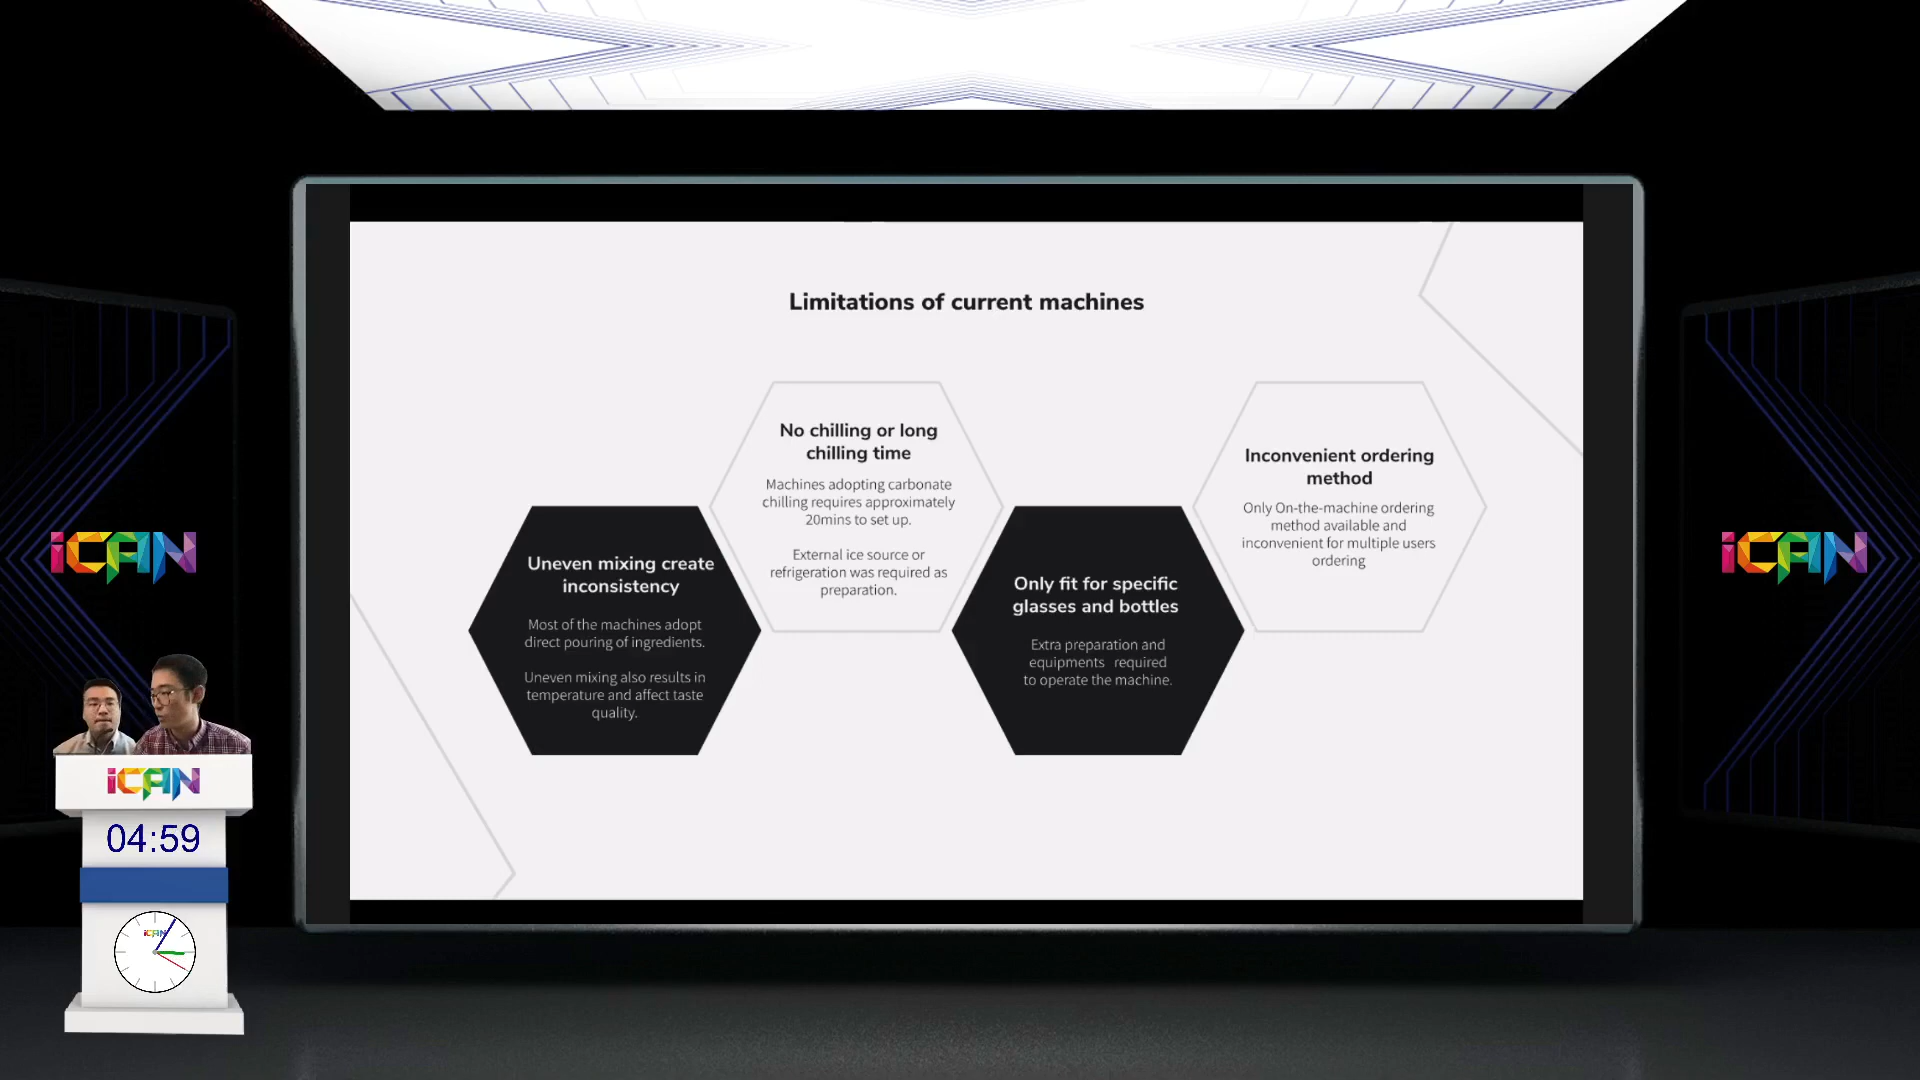 Limitations of current machines
No chilling or long
chilling time
Machines adopting carbonate
chilling requires approximately
20mins to set up.
External ice source or
refrigeration was required as
preparation.
Inconvenient ordering
method
Only On-the-machine ordering
method available and
inconvenient for multiple users
ordering
Uneven mixing create
inconsistency
Most of the machines adopt
direct pouring of ingredients.
Uneven mixing also results in
temperature and affect taste
quality.
Only fit for specific
glasses and bottles
Extra preparation and
equipments required
to operate the machine.
iCAN
iCAN
iCAN
04:59
iCAN